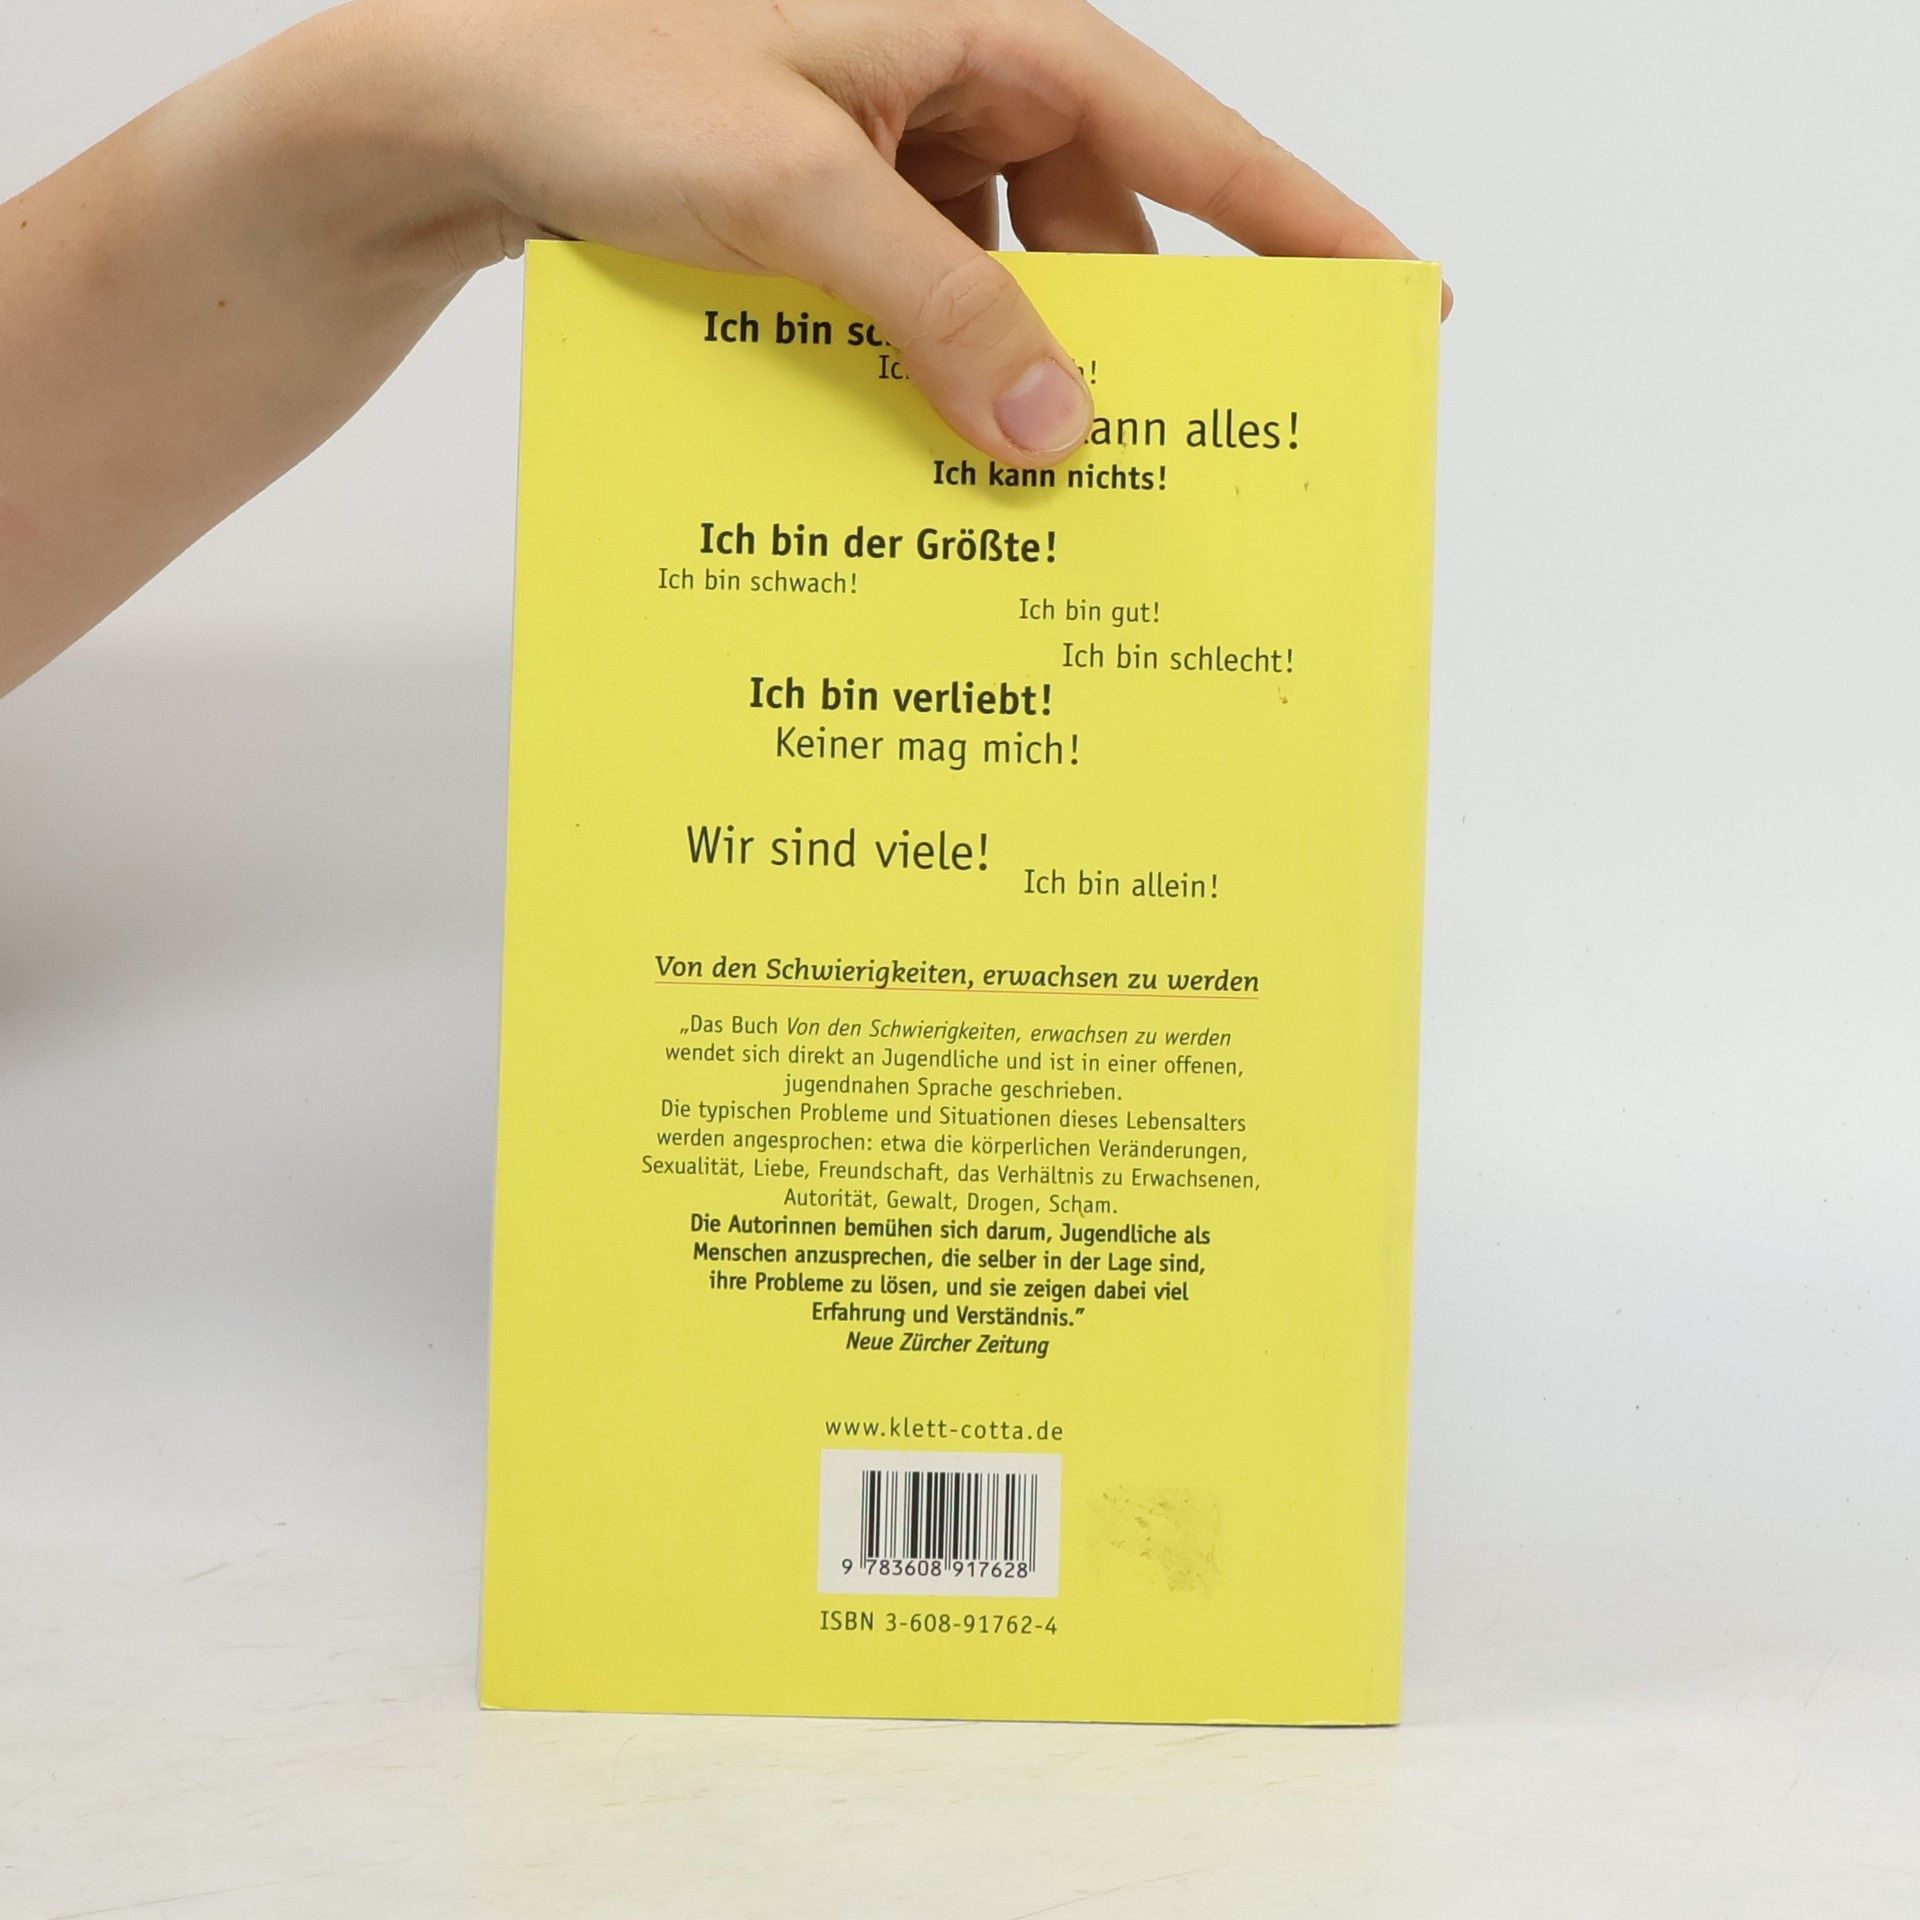 Ich bin
kann alles!
Ich kann nichts!
Ich bin der Größte!
Ich bin schwach!
Ich bin gut!
Ich bin schlecht!
Ich bin verliebt!
Keiner mag mich!
Wir sind viele!
Ich bin allein!
Von den Schwierigkeiten, erwachsen zu werden
„Das Buch Von den Schwierigkeiten, erwachsen zu werden
wendet sich direkt an Jugendliche und ist in einer offenen,
jugendnahen Sprache geschrieben.
Die typischen Probleme und Situationen dieses Lebensalters
werden angesprochen: etwa die körperlichen Veränderungen,
Sexualität, Liebe, Freundschaft, das Verhältnis zu Erwachsenen,
Autorität, Gewalt, Drogen, Scham.
Die Autorinnen bemühen sich darum, Jugendliche als
Menschen anzusprechen, die selber in der Lage sind,
ihre Probleme zu lösen, und sie zeigen dabei viel
Erfahrung und Verständnis.”
Neue Zürcher Zeitung
www.klett-cotta.de
9 783608 917628
ISBN 3-608-91762-4